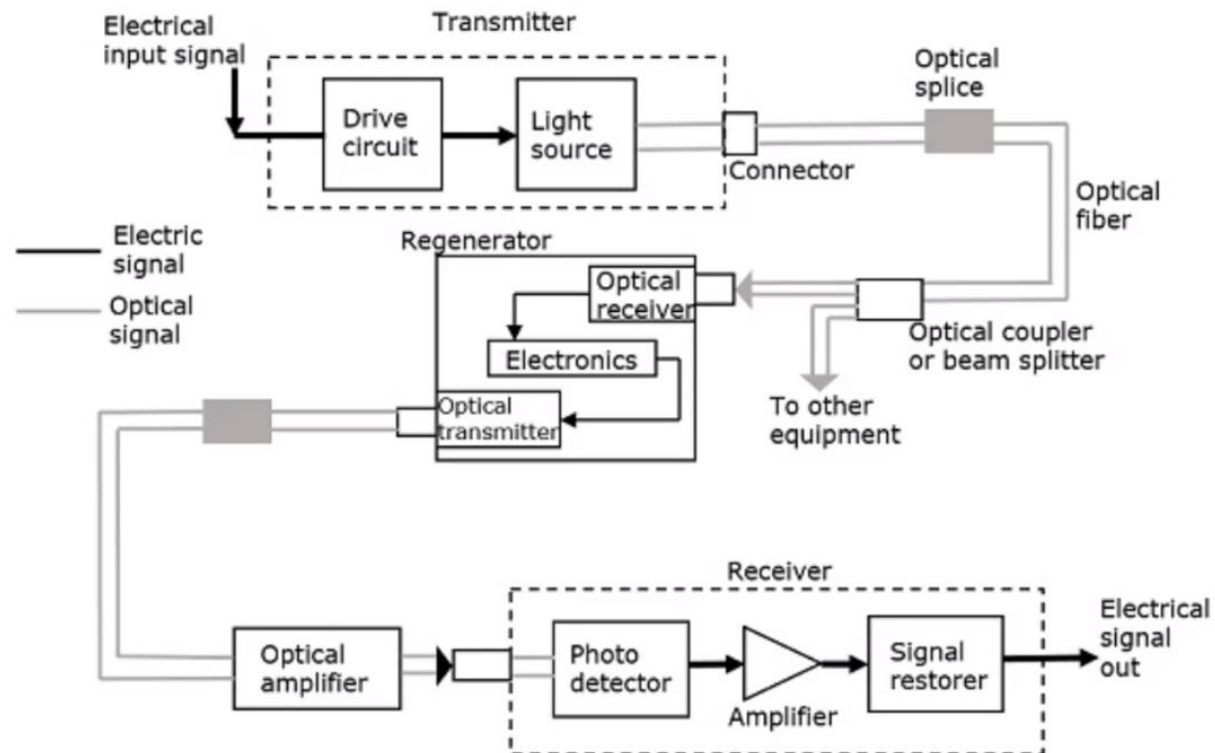 Electrical
input signal
Transmitter
Drive
circuit
Light
source
Connector
Optical
splice
Optical
fiber
Electric
signal
Optical
signal
Regenerator
Optical
receiver
Electronics
Optical
transmitter
Optical coupler
or beam splitter
To other
equipment
Receiver
Optical
amplifier
Photo
detector
Amplifier
Signal
restorer
Electrical
signal
out